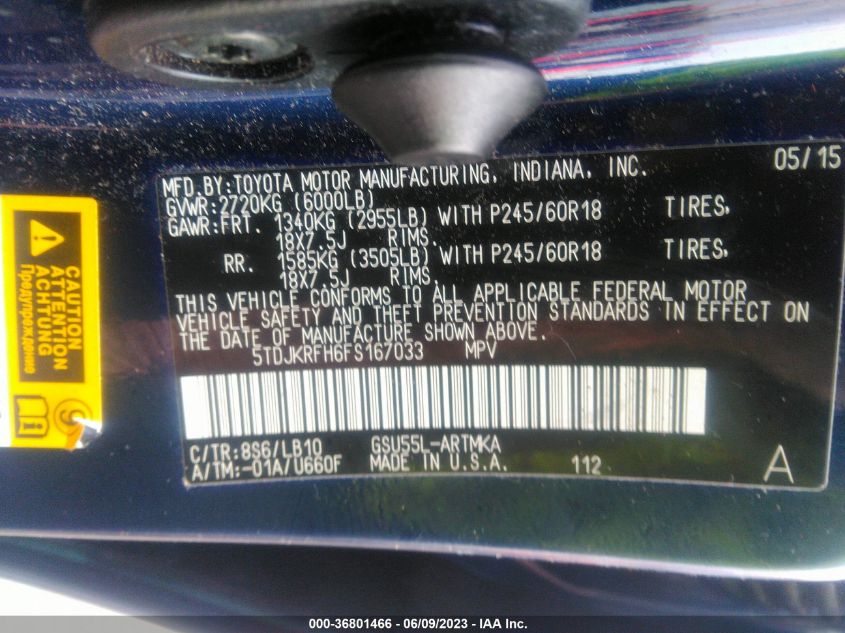 MFD.BY:TOYOTA MOTOR MANUFACTURING, INDIANA, INC. 05/15
GVWR:2720KG (6000LB)
GAWR:FRT. 1340KG (2955LB) WITH P245/60R18 TIRES,
18X7.5J RIMS.
RR. 1585KG (3505LB) WITH P245/60R18 TIRES,
18X7.5J RIMS.
THIS VEHICLE CONFORMS TO ALL APPLICABLE FEDERAL MOTOR
VEHICLE SAFETY AND THEFT PREVENTION STANDARDS IN EFFECT ON
THE DATE OF MANUFACTURE SHOWN ABOVE.
5TDJKRFH6FS167033 MPV
C/TR:8S6/LB10 GSU55L-ARTMKA
A/TM:-01A/U660F MADE IN U.S.A. 112 A
CAUTION
ATTENTION
ACHTUNG
Предупреждение
000-36801466 - 06/09/2023 - IAA Inc.